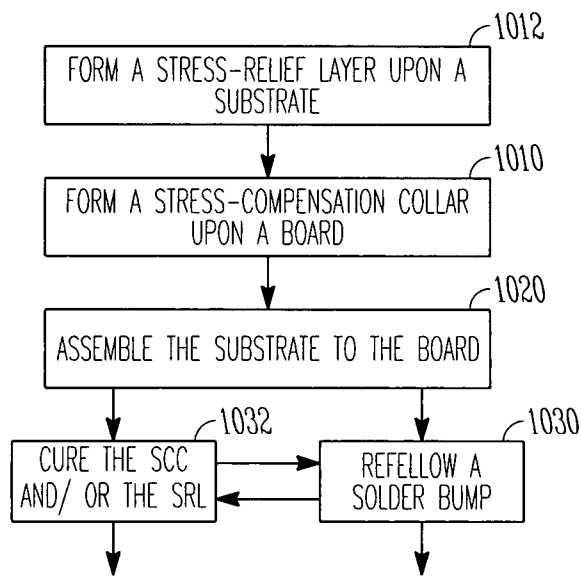 1012
FORM A STRESS-RELIEF LAYER UPON A
SUBSTRATE
1010
FORM A STRESS-COMPENSATION COLLAR
UPON A BOARD
1020
ASSEMBLE THE SUBSTRATE TO THE BOARD
1032
CURE THE SCC
AND/ OR THE SRL
1030
REFELLOW A
SOLDER BUMP